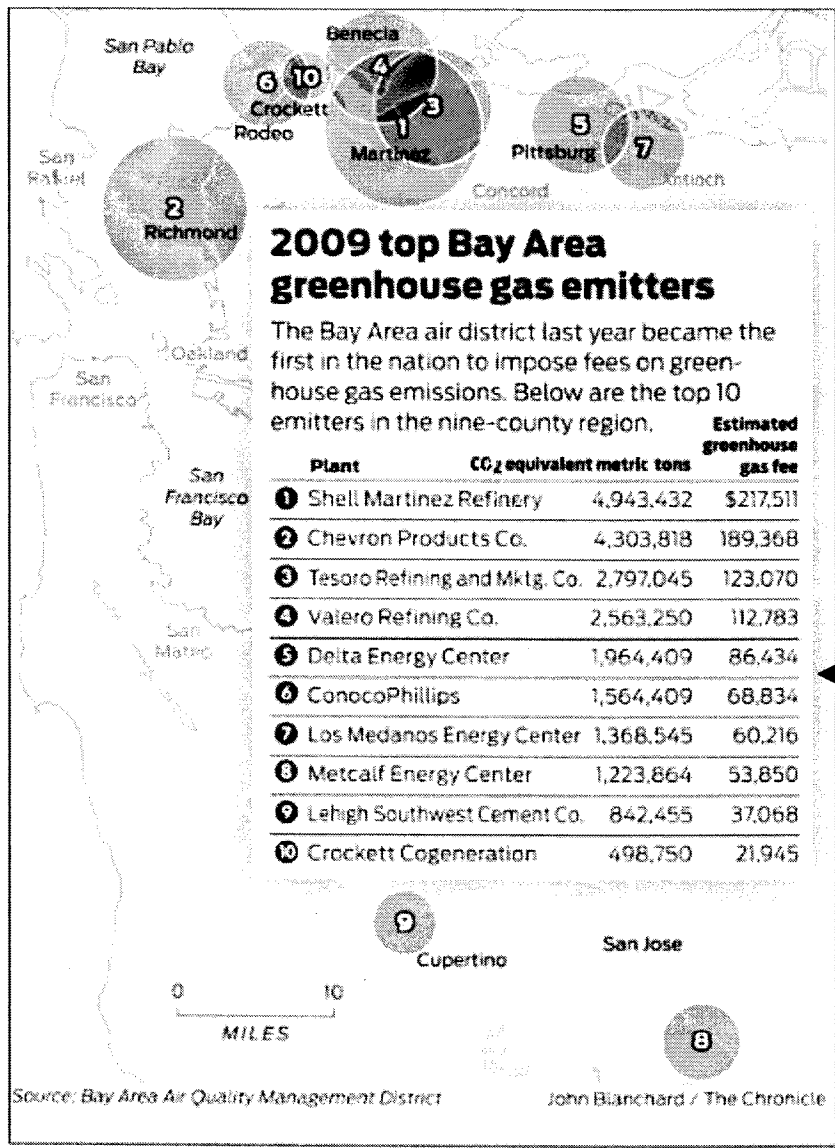 San Pablo
Bay
Benecia
6
10
4
3
1
5
7
Crockett
Rodeo
Martinez
Pittsburg
Antioch
Concord
San
Rafael
2
Richmond
2009 top Bay Area
greenhouse gas emitters
The Bay Area air district last year became the
first in the nation to impose fees on green-
house gas emissions. Below are the top 10
emitters in the nine-county region.
Oakland
San
Francisco
San
Francisco
Bay
San
Mateo
Estimated
greenhouse
gas fee
Plant CO₂ equivalent metric tons
1 Shell Martinez Refinery 4,943,432 $217,511
2 Chevron Products Co. 4,303,818 189,368
3 Tesoro Refining and Mktg. Co. 2,797,045 123,070
4 Valero Refining Co. 2,563,250 112,783
5 Delta Energy Center 1,964,409 86,434
6 ConocoPhillips 1,564,409 68,834
7 Los Medanos Energy Center 1,368,545 60,216
8 Metcalf Energy Center 1,223,864 53,850
9 Lehigh Southwest Cement Co. 842,455 37,068
10 Crockett Cogeneration 498,750 21,945
9
Cupertino
San Jose
0 10
MILES
8
Source: Bay Area Air Quality Management District
John Blanchard / The Chronicle